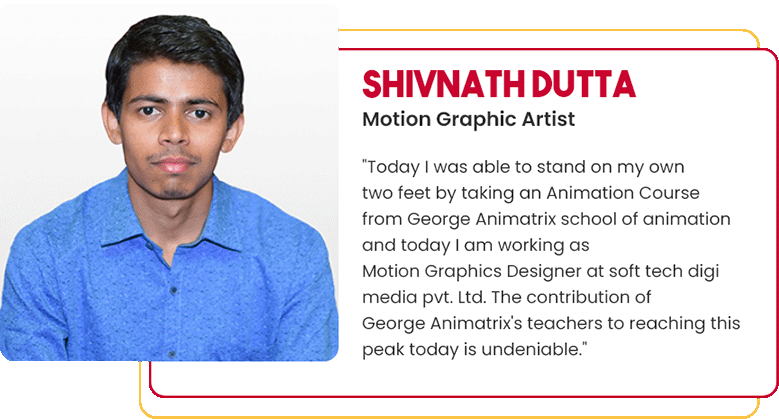 SHIVNATH DUTTA
Motion Graphic Artist
"Today I was able to stand on my own
two feet by taking an Animation Course
from George Animatrix school of animation
and today I am working as
Motion Graphics Designer at soft tech digi
media pvt. Ltd. The contribution of
George Animatrix's teachers to reaching this
peak today is undeniable."